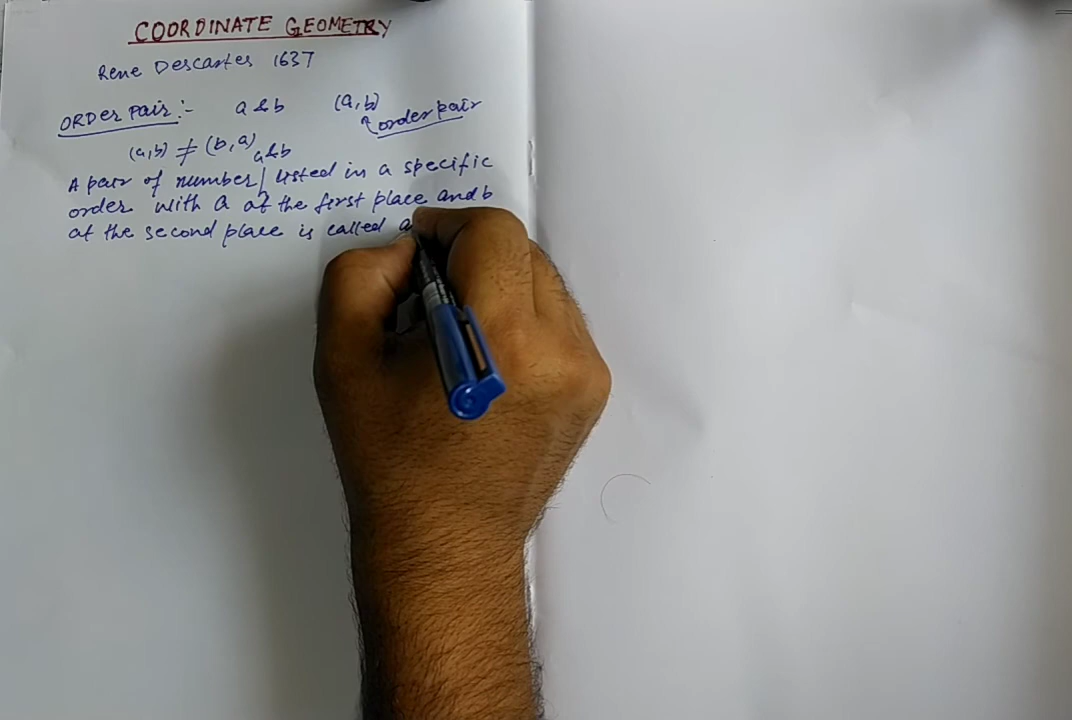 COORDINATE GEOMETRY
Rene Descartes 1637
ORDer Pair :- a & b (a, b)
order pair
(a, b) ≠ (b, a)
a & b
A pair of number | listed in a specific
order with a at the first place and b
at the second place is called